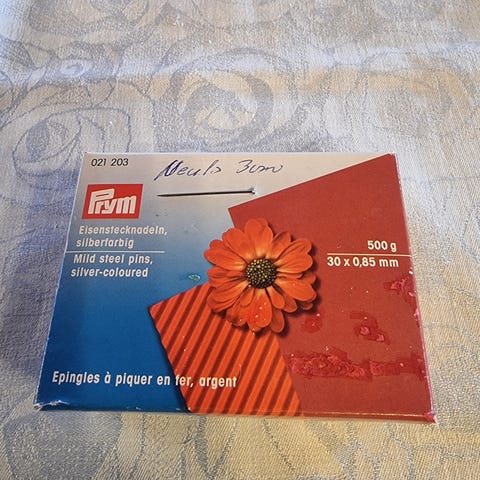 021 203
3cm
Prym
Eisenstecknadeln,
silberfarbig
Mild steel pins,
silver-coloured
500 g
30 x 0,85 mm
Epingles à piquer en fer, argent